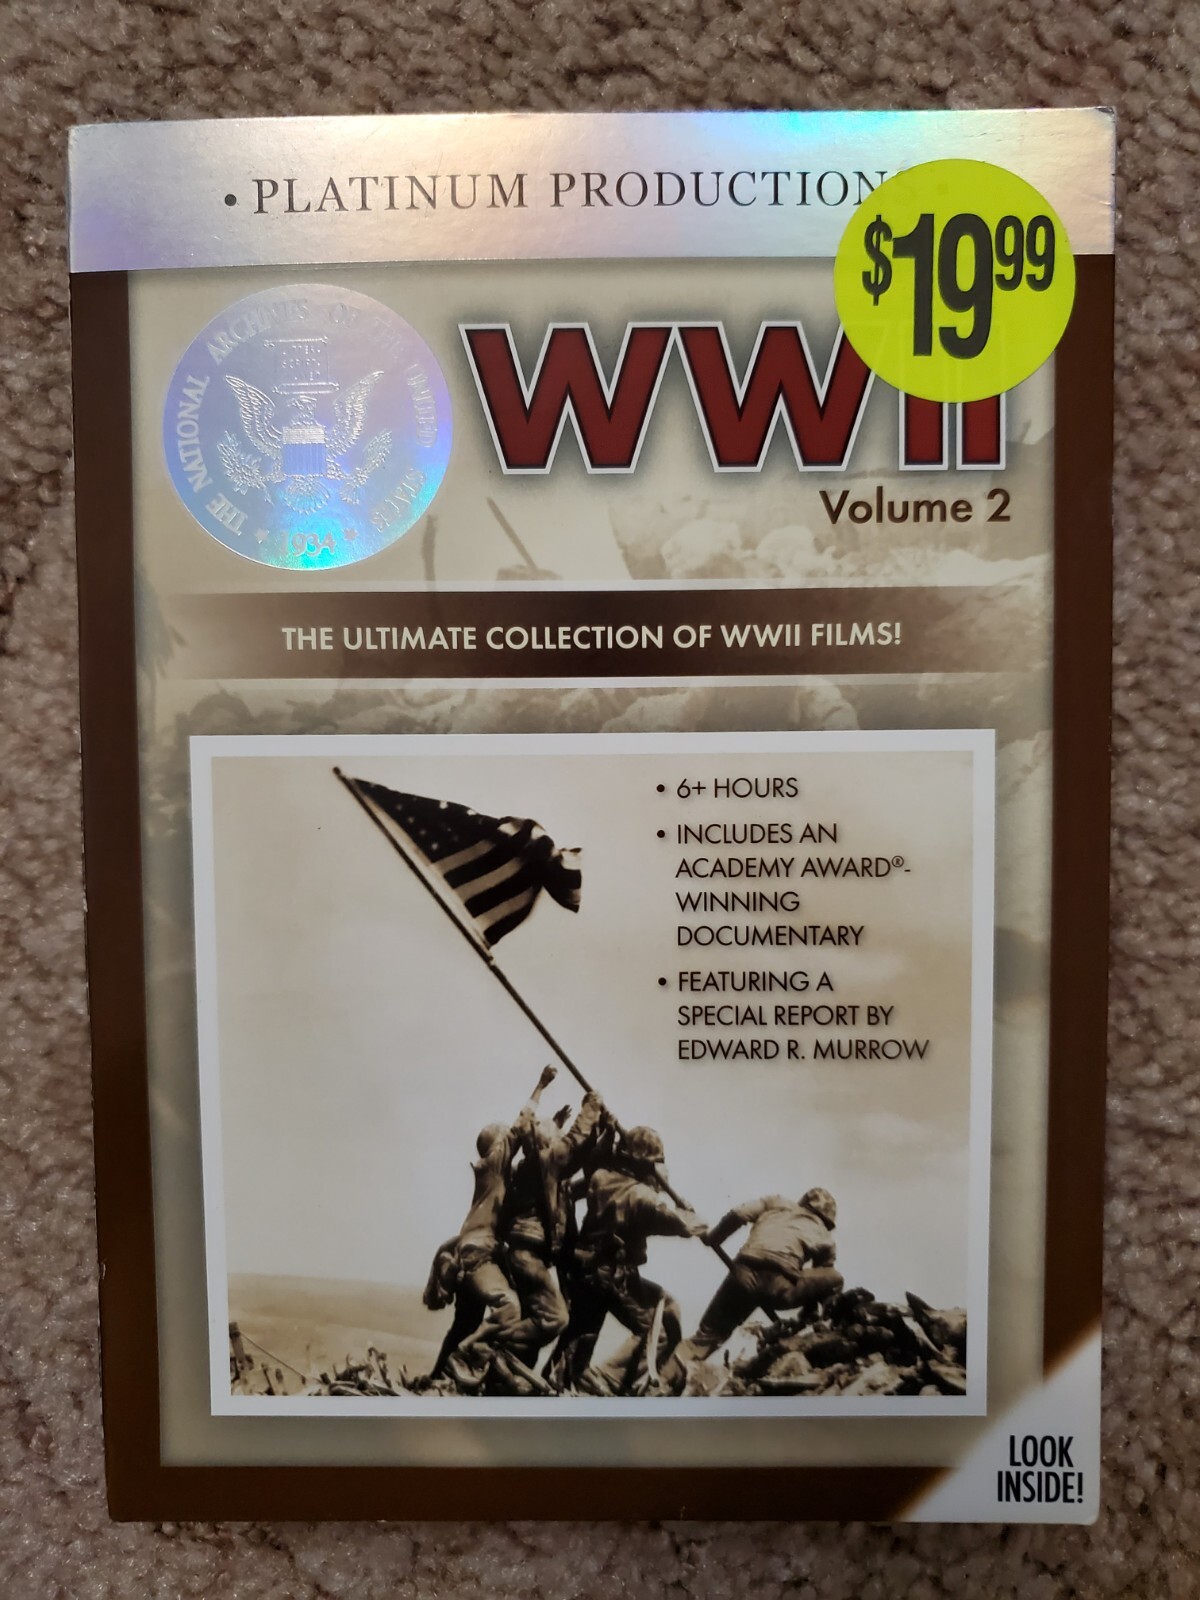 • PLATINUM PRODUCTIONS •
$19.99
THE NATIONAL ARCHIVES OF THE UNITED STATES
★ 1934 ★
WWII
Volume 2
THE ULTIMATE COLLECTION OF WWII FILMS!
• 6+ HOURS
• INCLUDES AN
ACADEMY AWARD®-
WINNING
DOCUMENTARY
• FEATURING A
SPECIAL REPORT BY
EDWARD R. MURROW
LOOK
INSIDE!